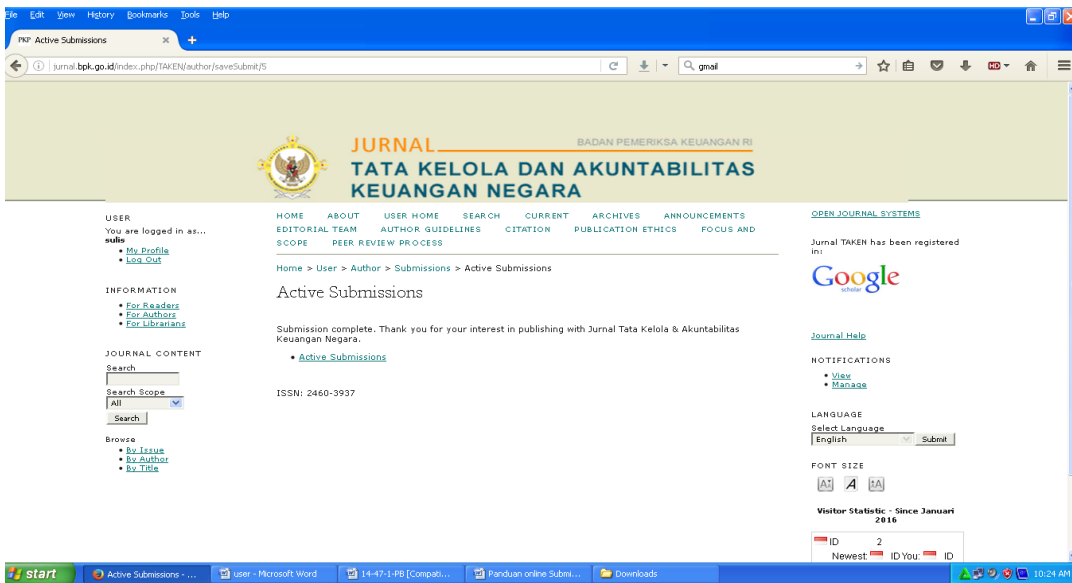 File Edit View History Bookmarks Tools Help
PKP Active Submissions
jurnal.bpk.go.id/index.php/TAKEN/author/saveSubmit/5
gmail
HD
JURNAL
BADAN PEMERIKSA KEUANGAN RI
TATA KELOLA DAN AKUNTABILITAS
KEUANGAN NEGARA
USER
You are logged in as...
sulis
My Profile
Log Out
INFORMATION
For Readers
For Authors
For Librarians
JOURNAL CONTENT
Search
Search Scope
All
Search
Browse
By Issue
By Author
By Title
HOME ABOUT USER HOME SEARCH CURRENT ARCHIVES ANNOUNCEMENTS
EDITORIAL TEAM AUTHOR GUIDELINES CITATION PUBLICATION ETHICS FOCUS AND
SCOPE PEER REVIEW PROCESS
Home > User > Author > Submissions > Active Submissions
Active Submissions
Submission complete. Thank you for your interest in publishing with Jurnal Tata Kelola & Akuntabilitas
Keuangan Negara.
Active Submissions
ISSN: 2460-3937
OPEN JOURNAL SYSTEMS
Jurnal TAKEN has been registered
in:
Google
scholar
Journal Help
NOTIFICATIONS
View
Manage
LANGUAGE
Select Language
English Submit
FONT SIZE
A A A
Visitor Statistic - Since Januari
2016
ID 2
Newest: ID You: ID
start Active Submissions - ... user - Microsoft Word 14-47-1-PB [Compati... Panduan online Submi... Downloads 10:24 AM